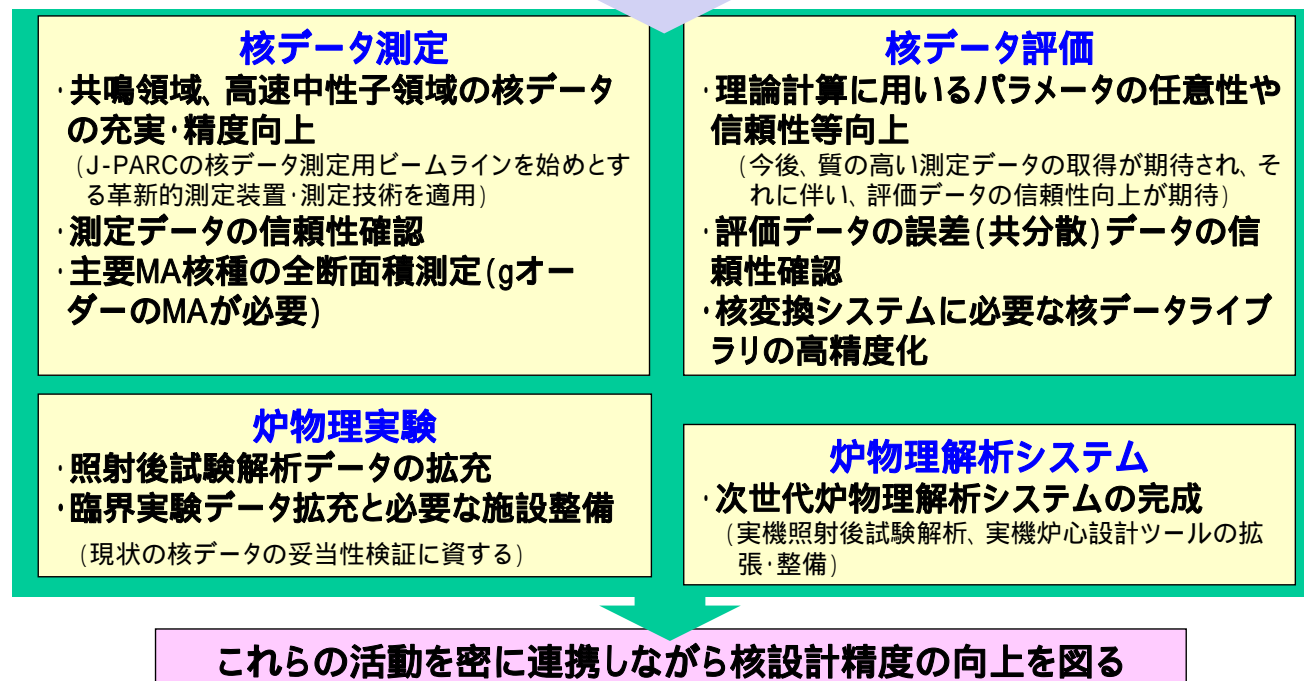 核データ測定
·共鳴領域、高速中性子領域の核データ
の充実·精度向上
(J-PARCの核データ測定用ビームラインを始めとす
る革新的測定装置·測定技術を適用)
·測定データの信頼性確認
·主要MA核種の全断面積測定(gオー
ダーのMAが必要)
核データ評価
·理論計算に用いるパラメータの任意性や
信頼性等向上
(今後、質の高い測定データの取得が期待され、そ
れに伴い、評価データの信頼性向上が期待)
·評価データの誤差(共分散)データの信
頼性確認
·核変換システムに必要な核データライブ
ラリの高精度化
炉物理実験
·照射後試験解析データの拡充
·臨界実験データ拡充と必要な施設整備
(現状の核データの妥当性検証に資する)
炉物理解析システム
·次世代炉物理解析システムの完成
(実機照射後試験解析、実機炉心設計ツールの拡
張·整備)
これらの活動を密に連携しながら核設計精度の向上を図る